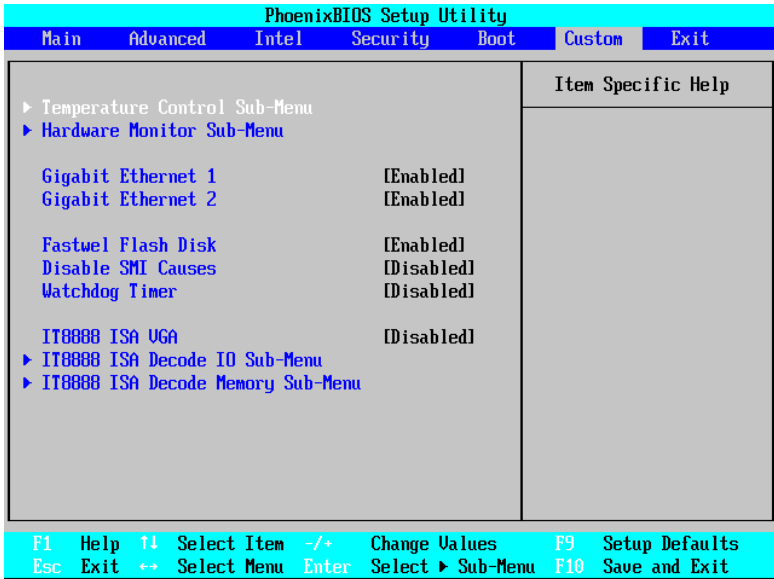 PhoenixBIOS Setup Utility
Main Advanced Intel Security Boot Custom Exit
Item Specific Help
▶ Temperature Control Sub-Menu
▶ Hardware Monitor Sub-Menu
Gigabit Ethernet 1 [Enabled]
Gigabit Ethernet 2 [Enabled]
Fastwel Flash Disk [Enabled]
Disable SMI Causes [Disabled]
Watchdog Timer [Disabled]
IT8888 ISA VGA [Disabled]
▶ IT8888 ISA Decode IO Sub-Menu
▶ IT8888 ISA Decode Memory Sub-Menu
F1 Help ↑↓ Select Item -/+ Change Values F9 Setup Defaults
Esc Exit ↔ Select Menu Enter Select ▶ Sub-Menu F10 Save and Exit